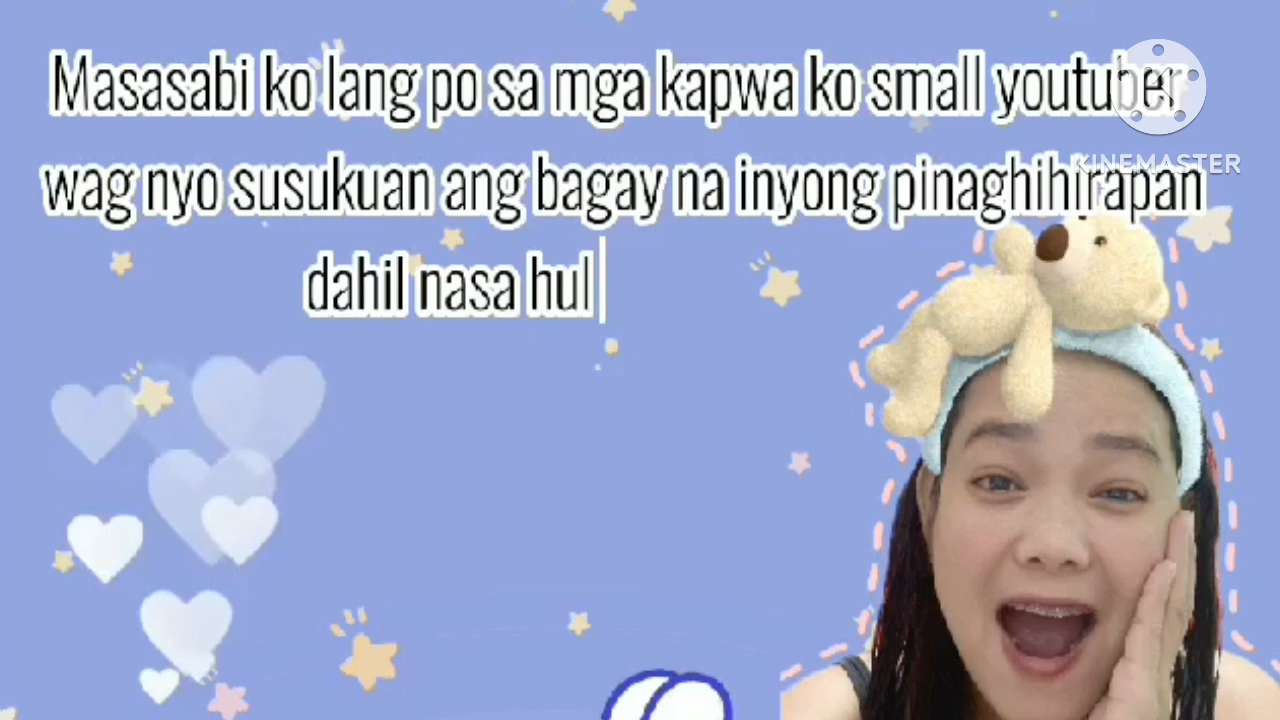 Masasabi ko lang po sa mga kapwa ko small youtuber
wag nyo susukuan ang bagay na inyong pinaghihirapan
dahil nasa hul
KINEMASTER